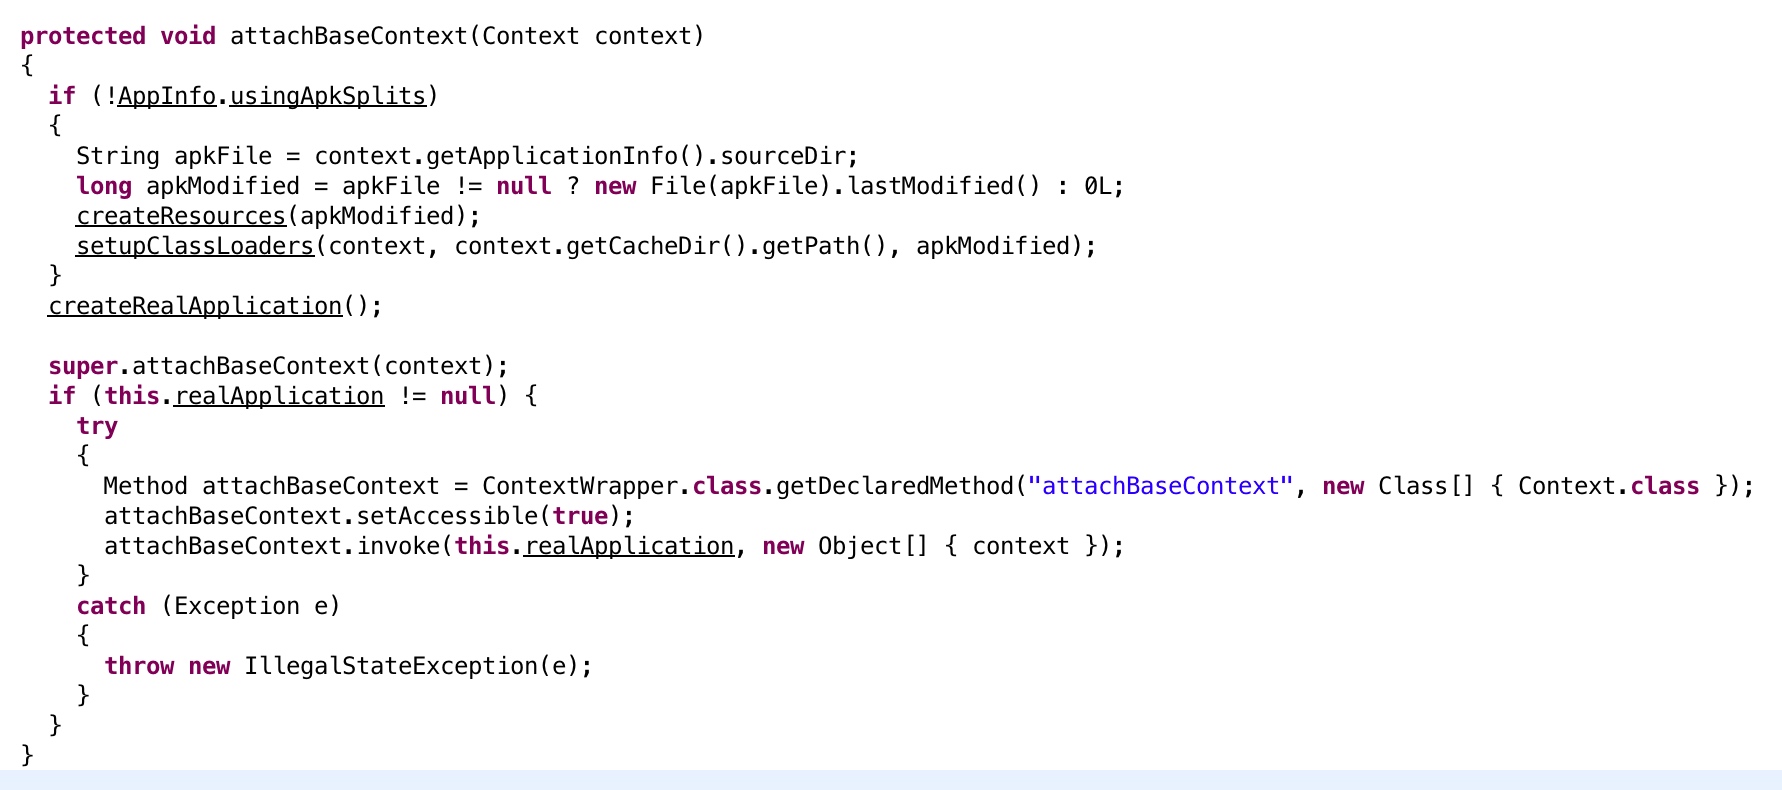 protected void attachBaseContext(Context context)
{
  if (!AppInfo.usingApkSplits)
  {
    String apkFile = context.getApplicationInfo().sourceDir;
    long apkModified = apkFile != null ? new File(apkFile).lastModified() : 0L;
    createResources(apkModified);
    setupClassLoaders(context, context.getCacheDir().getPath(), apkModified);
  }
  createRealApplication();

  super.attachBaseContext(context);
  if (this.realApplication != null) {
    try
    {
      Method attachBaseContext = ContextWrapper.class.getDeclaredMethod("attachBaseContext", new Class[] { Context.class });
      attachBaseContext.setAccessible(true);
      attachBaseContext.invoke(this.realApplication, new Object[] { context });
    }
    catch (Exception e)
    {
      throw new IllegalStateException(e);
    }
  }
}